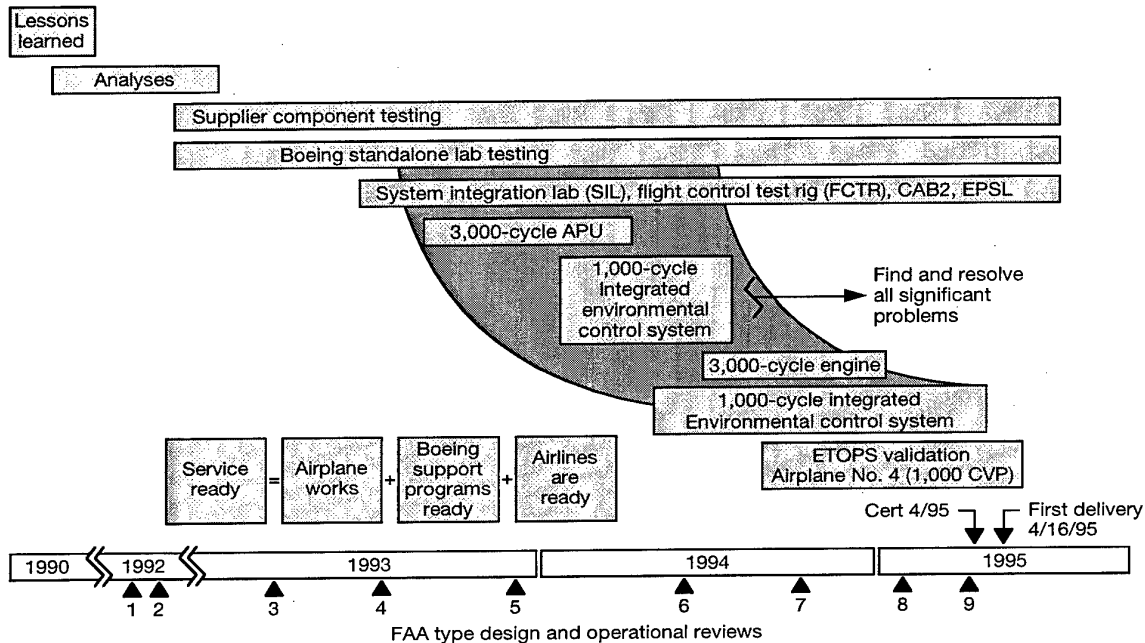 Lessons
learned
Analyses
Supplier component testing
Boeing standalone lab testing
System integration lab (SIL), flight control test rig (FCTR), CAB2, EPSL
3,000-cycle APU
1,000-cycle
Integrated
environmental
control system
Find and resolve
all significant
problems
3,000-cycle engine
1,000-cycle integrated
Environmental control system
ETOPS validation
Airplane No. 4 (1,000 CVP)
Service
ready
=
Airplane
works
+
Boeing
support
programs
ready
+
Airlines
are
ready
Cert 4/95
First delivery
4/16/95
1990 1992 1993 1994 1995
1 2 3 4 5 6 7 8 9
FAA type design and operational reviews